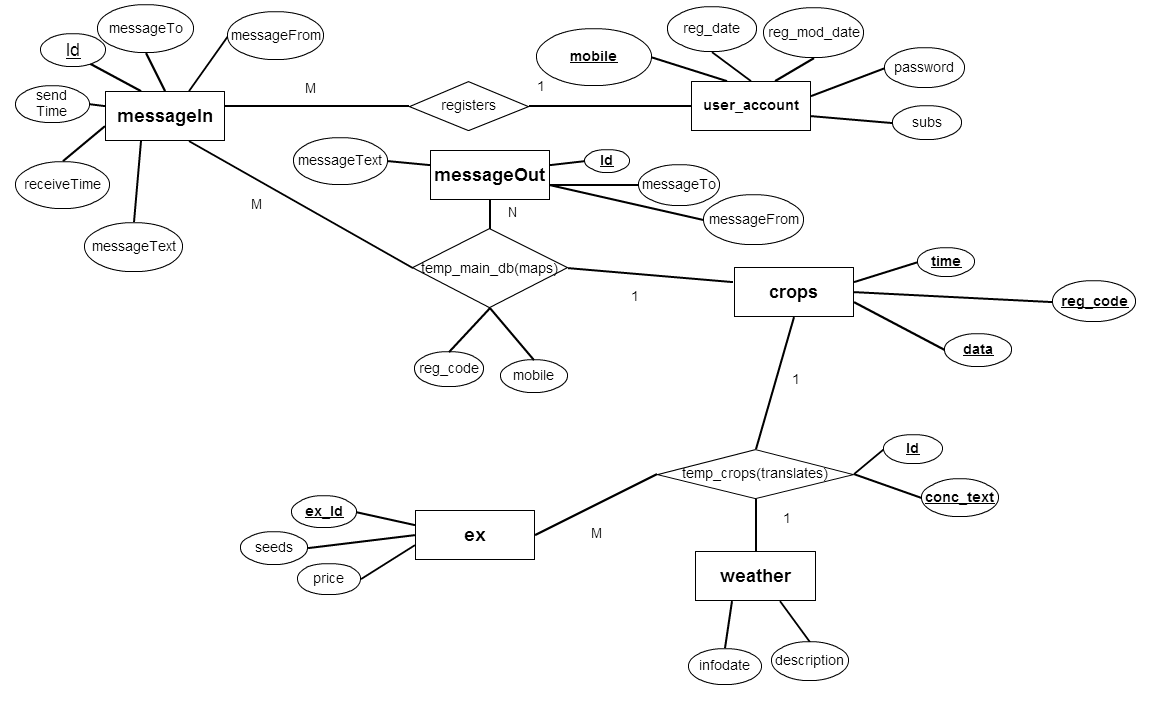 messageTo
messageFrom
Id
send
Time
messageIn
receiveTime
messageText
M
registers
1
mobile
reg_date
reg_mod_date
password
user_account
subs
messageText
messageOut
Id
messageTo
messageFrom
M
N
temp_main_db(maps)
1
reg_code
mobile
crops
time
reg_code
data
1
temp_crops(translates)
Id
conc_text
ex_Id
seeds
price
ex
M
1
weather
infodate
description